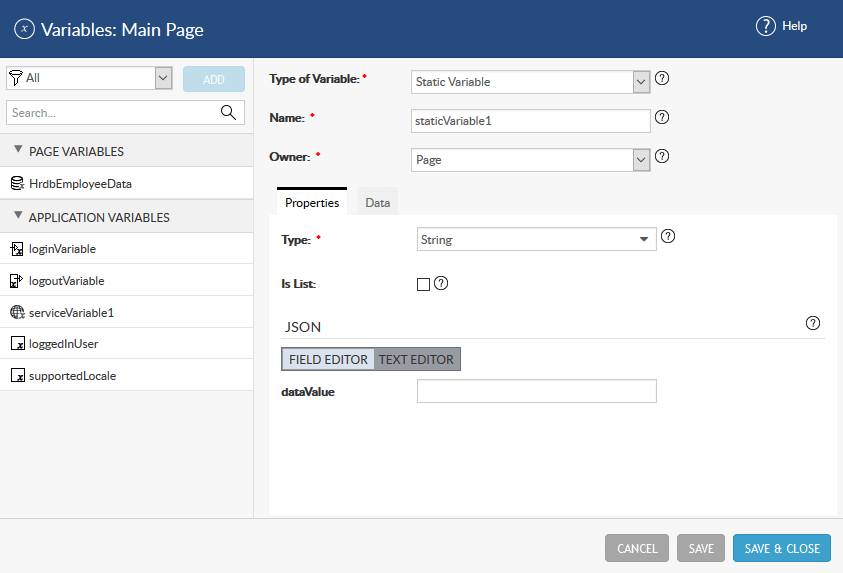 Variables: Main Page
Help
All
ADD
Search...
PAGE VARIABLES
HrdbEmployeeData
APPLICATION VARIABLES
loginVariable
logoutVariable
serviceVariable1
loggedInUser
supportedLocale
Type of Variable: *
Static Variable
Name: *
staticVariable1
Owner: *
Page
Properties
Data
Type: *
String
Is List:
JSON
FIELD EDITOR
TEXT EDITOR
dataValue
CANCEL
SAVE
SAVE & CLOSE